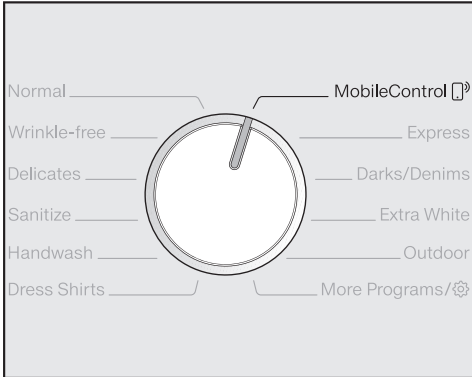 Normal
MobileControl
Wrinkle-free
Express
Delicates
Darks/Denims
Sanitize
Extra White
Handwash
Outdoor
Dress Shirts
More Programs/